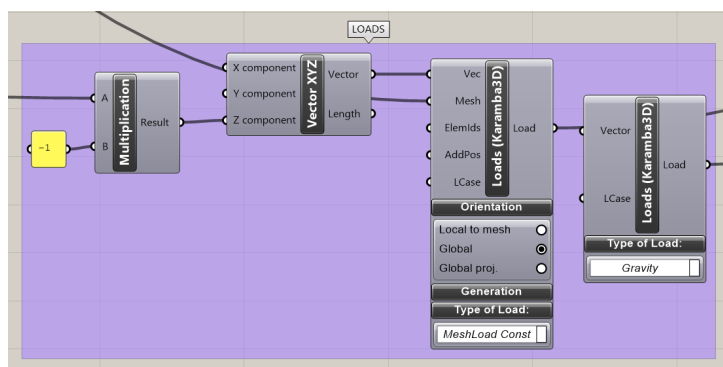 LOADS
A
B
Multiplication
Result
-1
X component
Y component
Z component
Vector XYZ
Vector
Length
Vec
Mesh
ElemIds
AddPos
LCase
Loads (Karamba3D)
Load
Orientation
Local to mesh
Global
Global proj.
Generation
Type of Load:
MeshLoad Const
Vector
LCase
Loads (Karamba3D)
Load
Type of Load:
Gravity